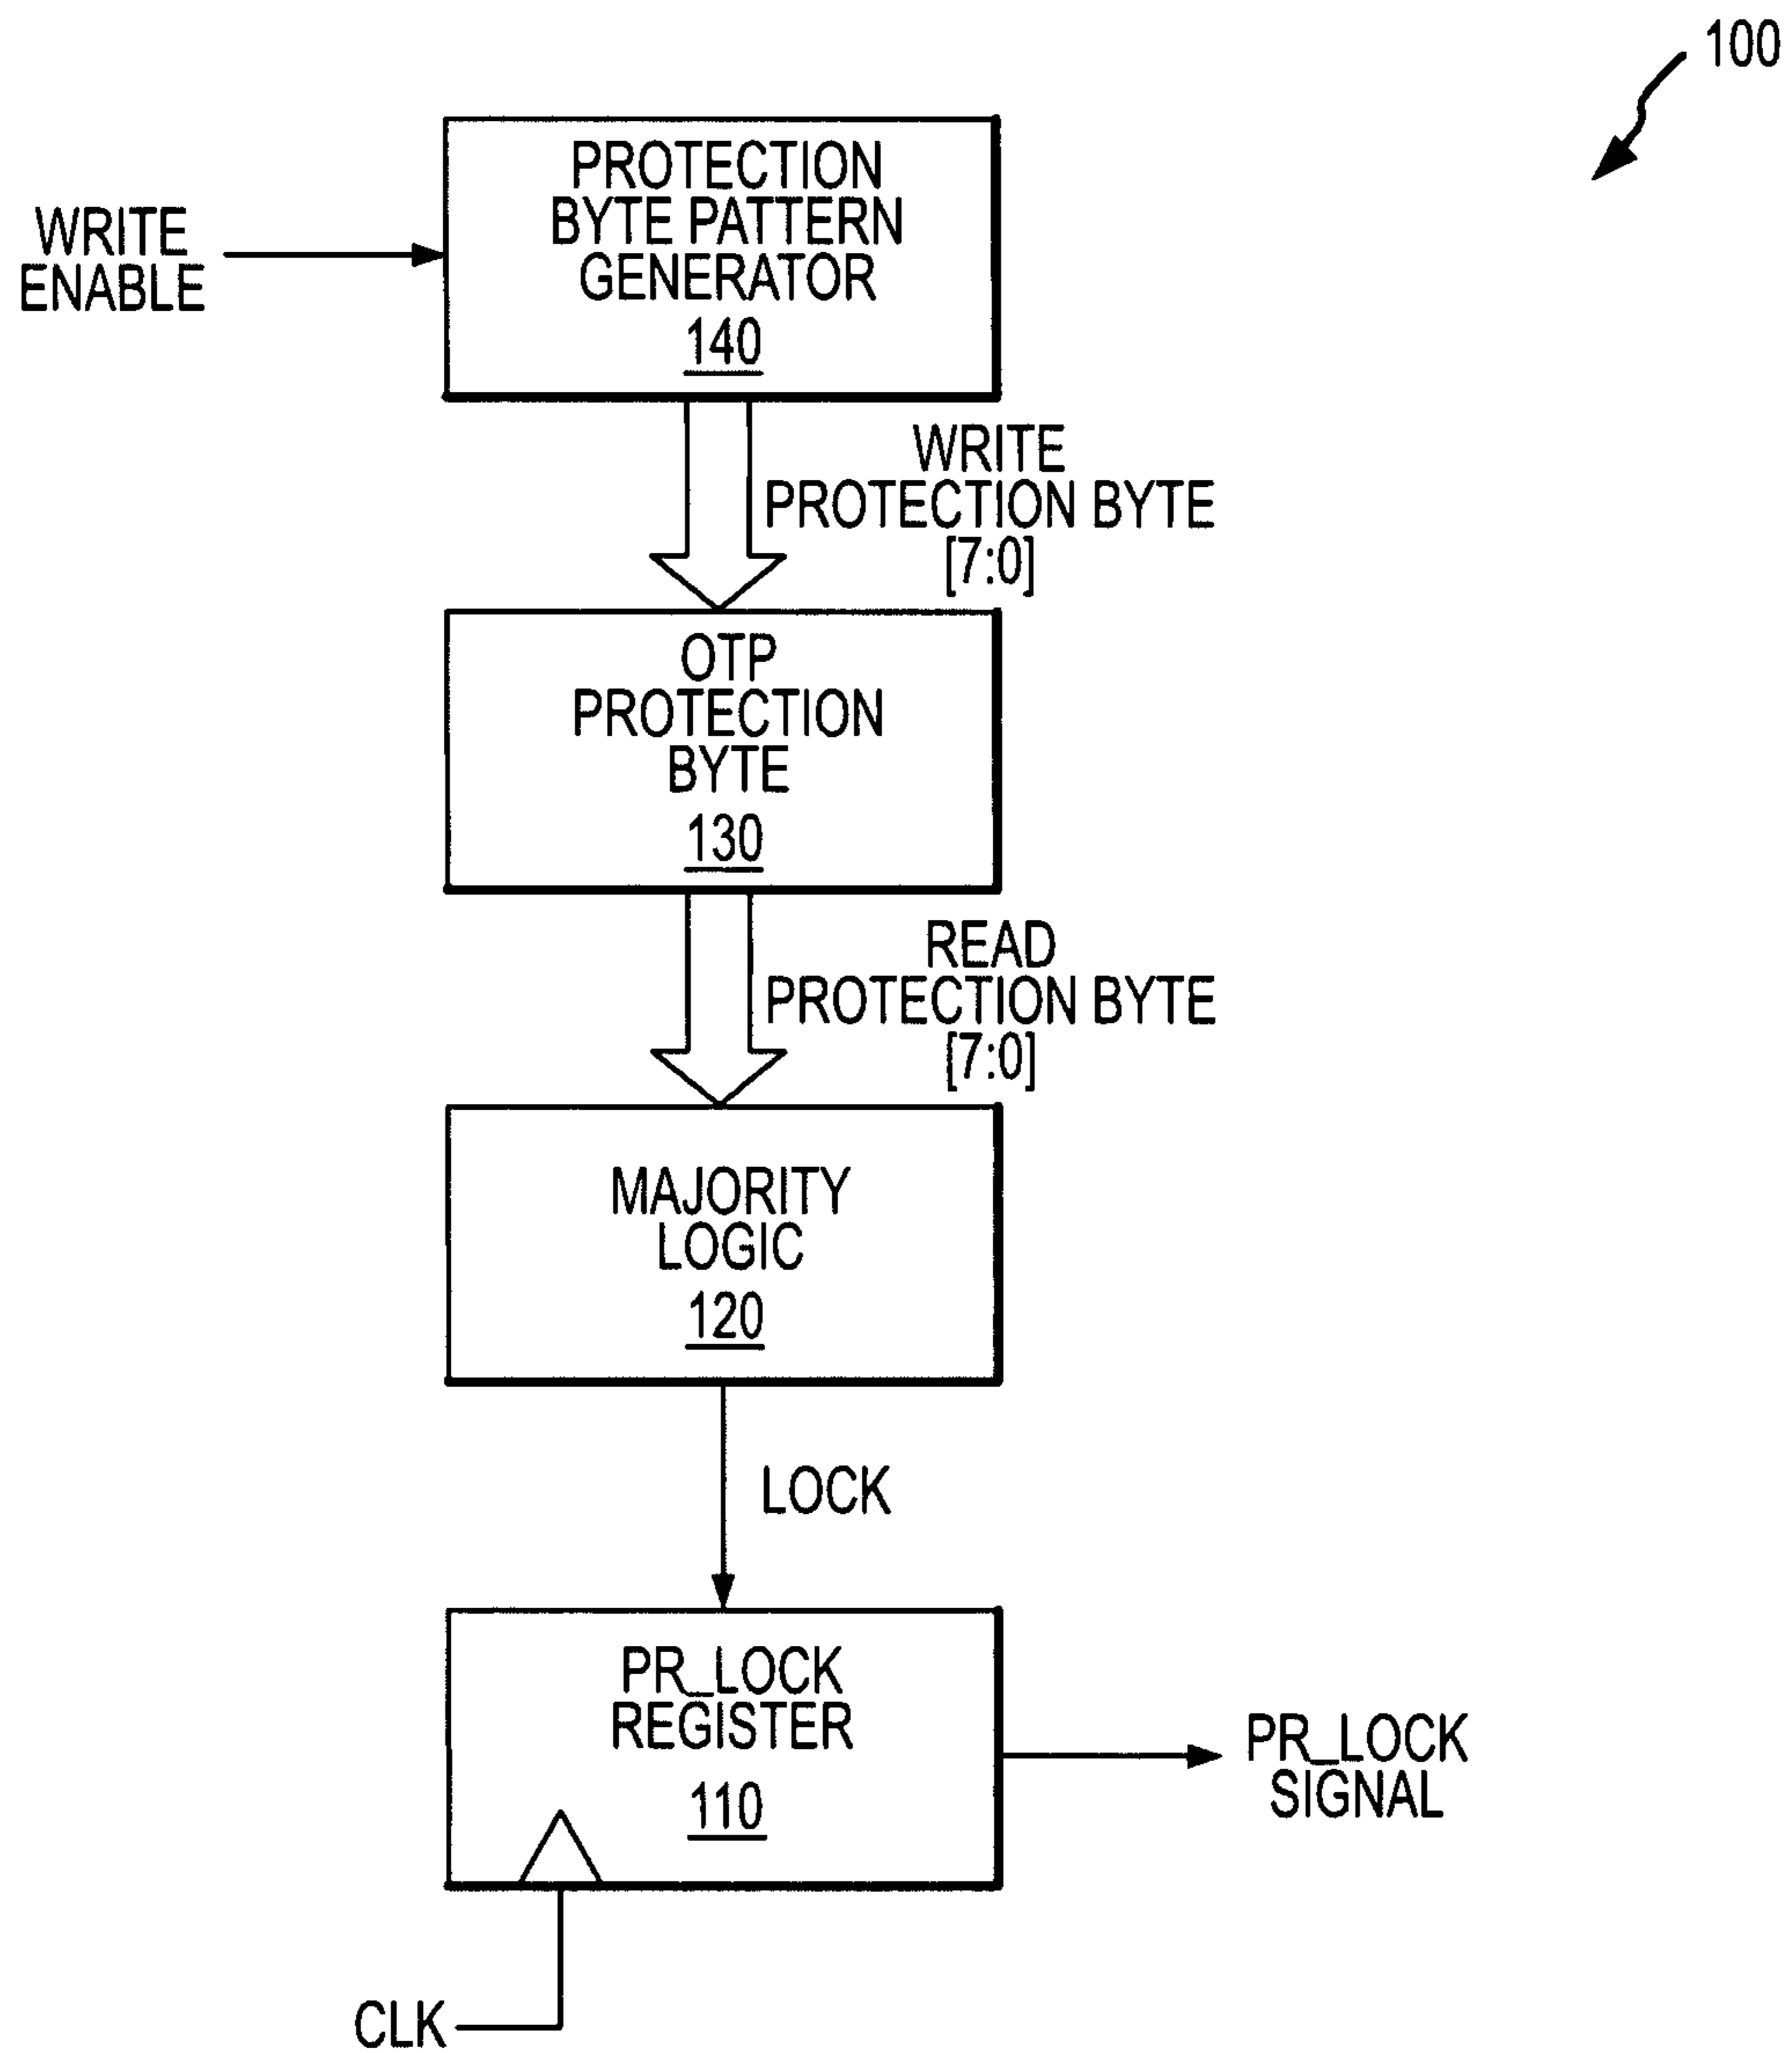 100
PROTECTION
BYTE PATTERN
GENERATOR
140
WRITE
ENABLE
WRITE
PROTECTION BYTE
[7:0]
OTP
PROTECTION
BYTE
130
READ
PROTECTION BYTE
[7:0]
MAJORITY
LOGIC
120
LOCK
PR_LOCK
REGISTER
110
PR_LOCK
SIGNAL
CLK